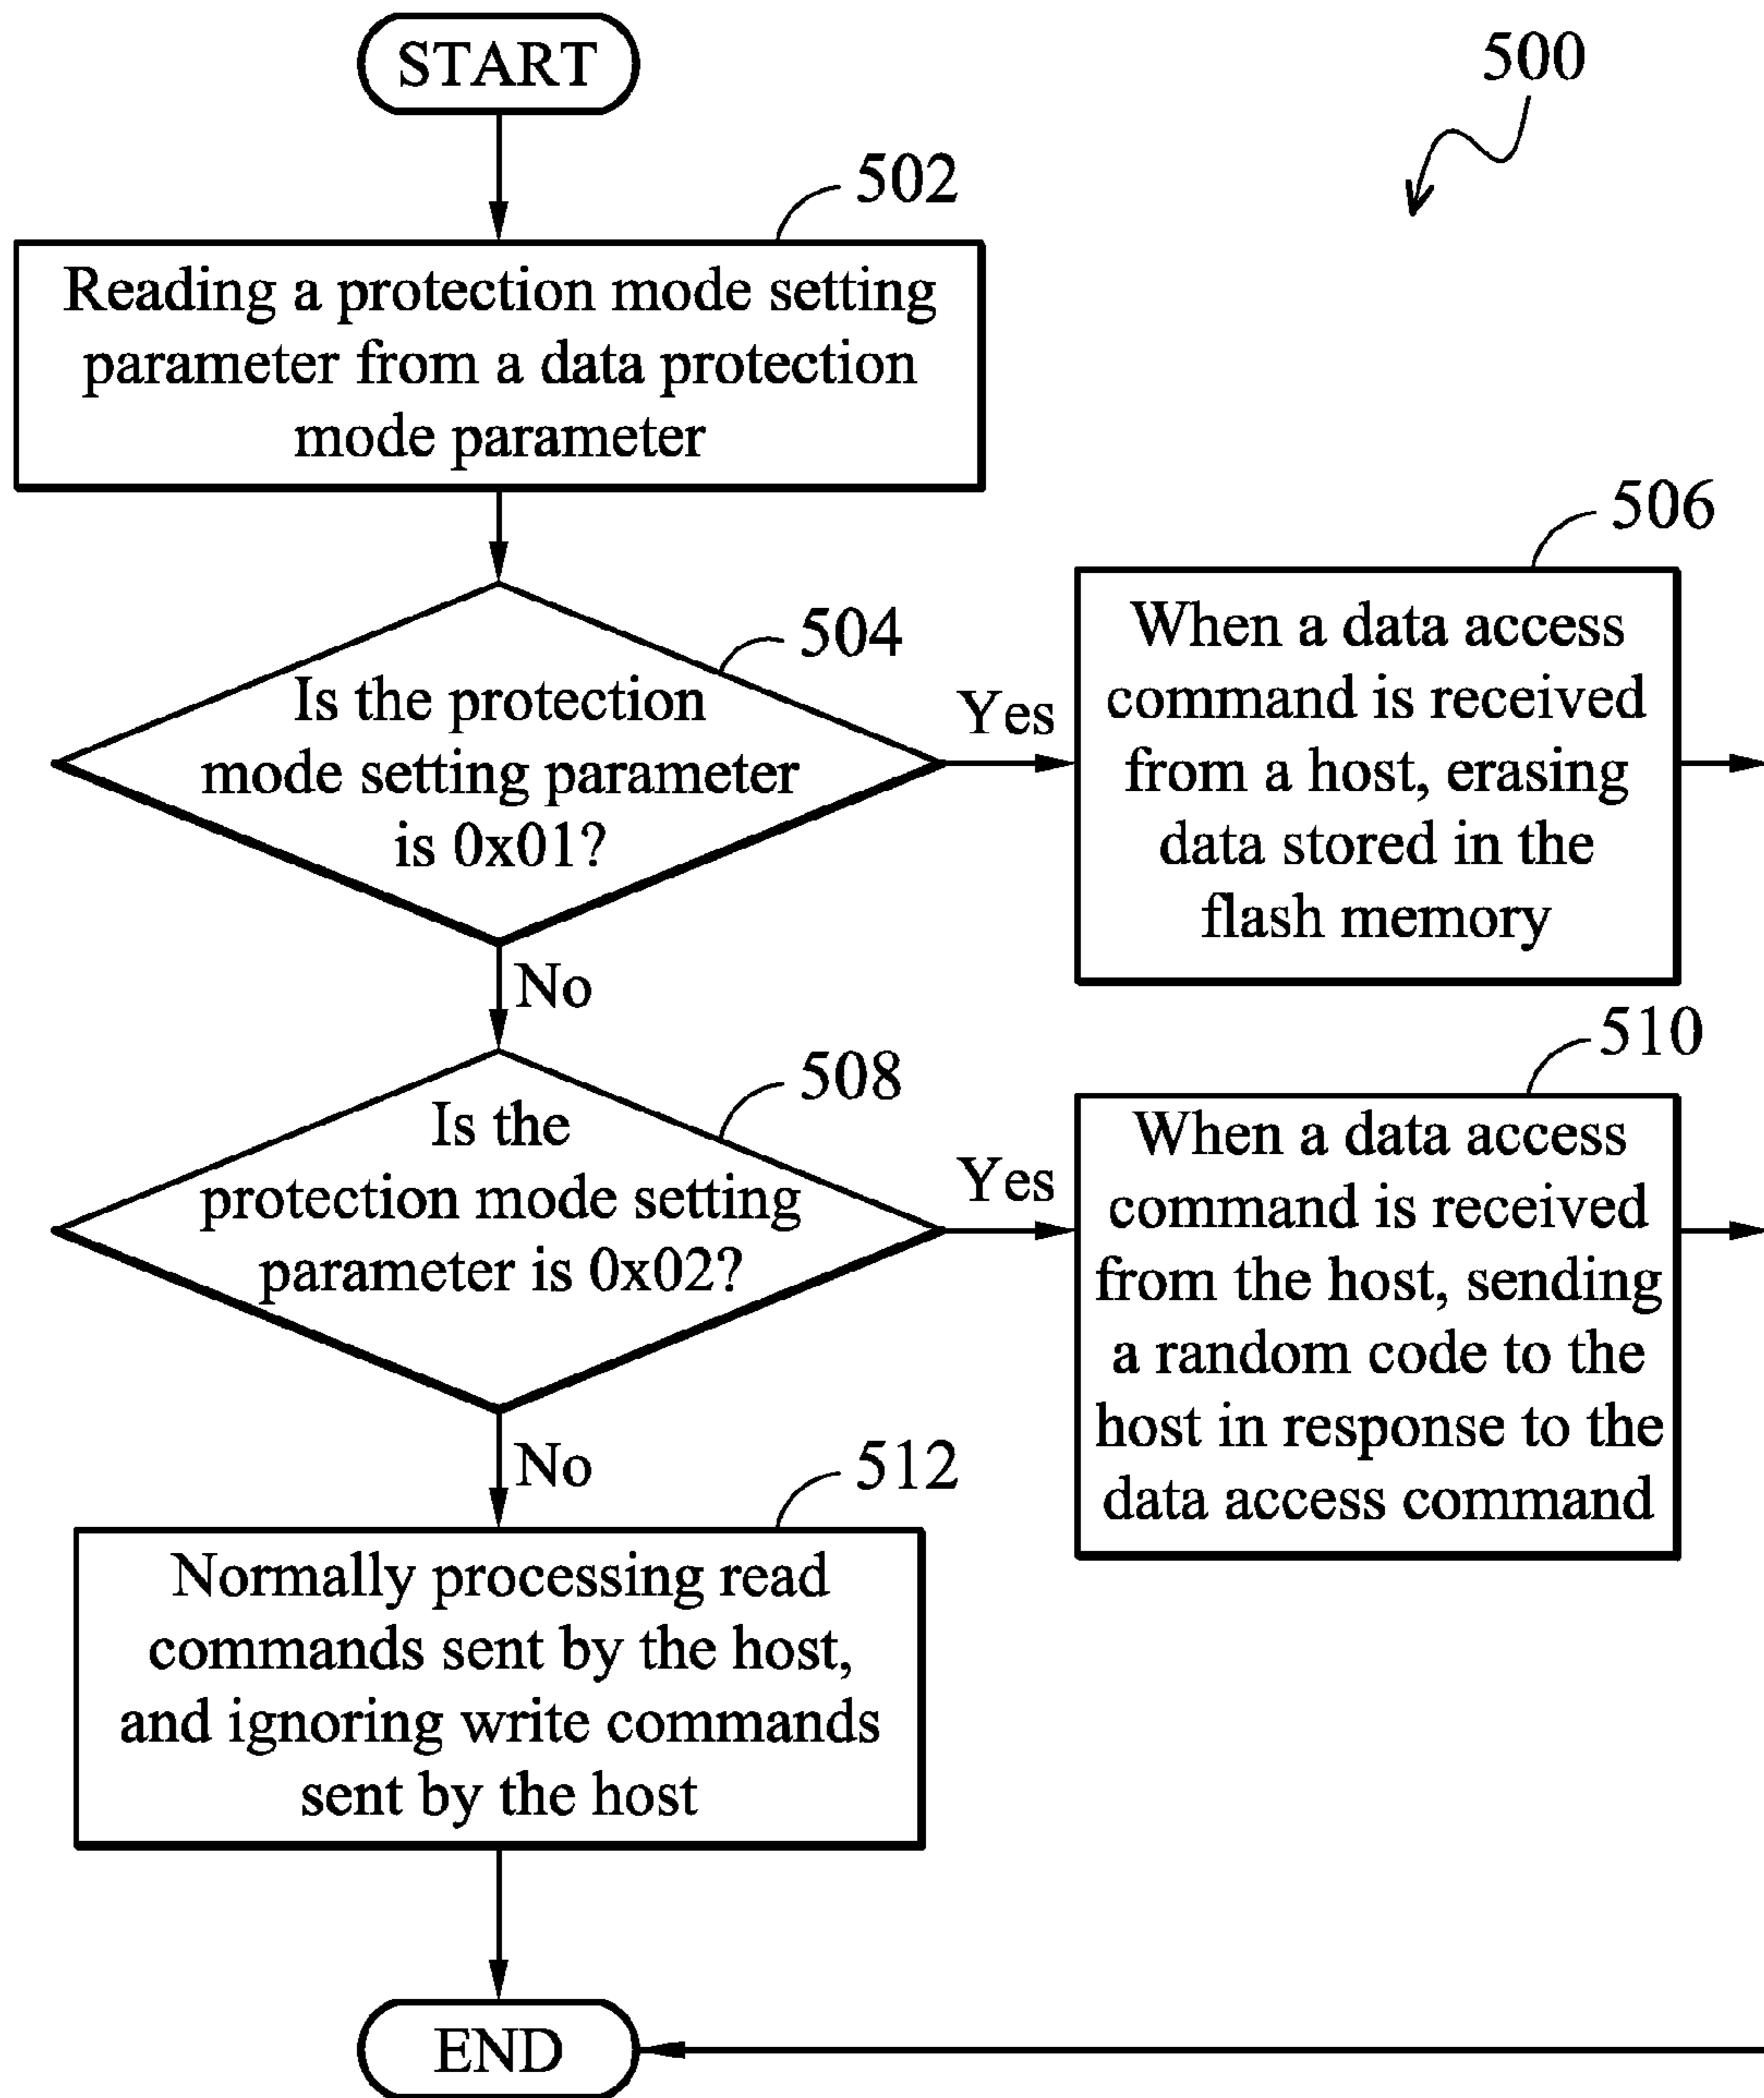 START
500
502
Reading a protection mode setting
parameter from a data protection
mode parameter
504
Is the protection
mode setting parameter
is 0x01?
Yes
506
When a data access
command is received
from a host, erasing
data stored in the
flash memory
No
508
Is the
protection mode setting
parameter is 0x02?
Yes
510
When a data access
command is received
from the host, sending
a random code to the
host in response to the
data access command
No
512
Normally processing read
commands sent by the host,
and ignoring write commands
sent by the host
END